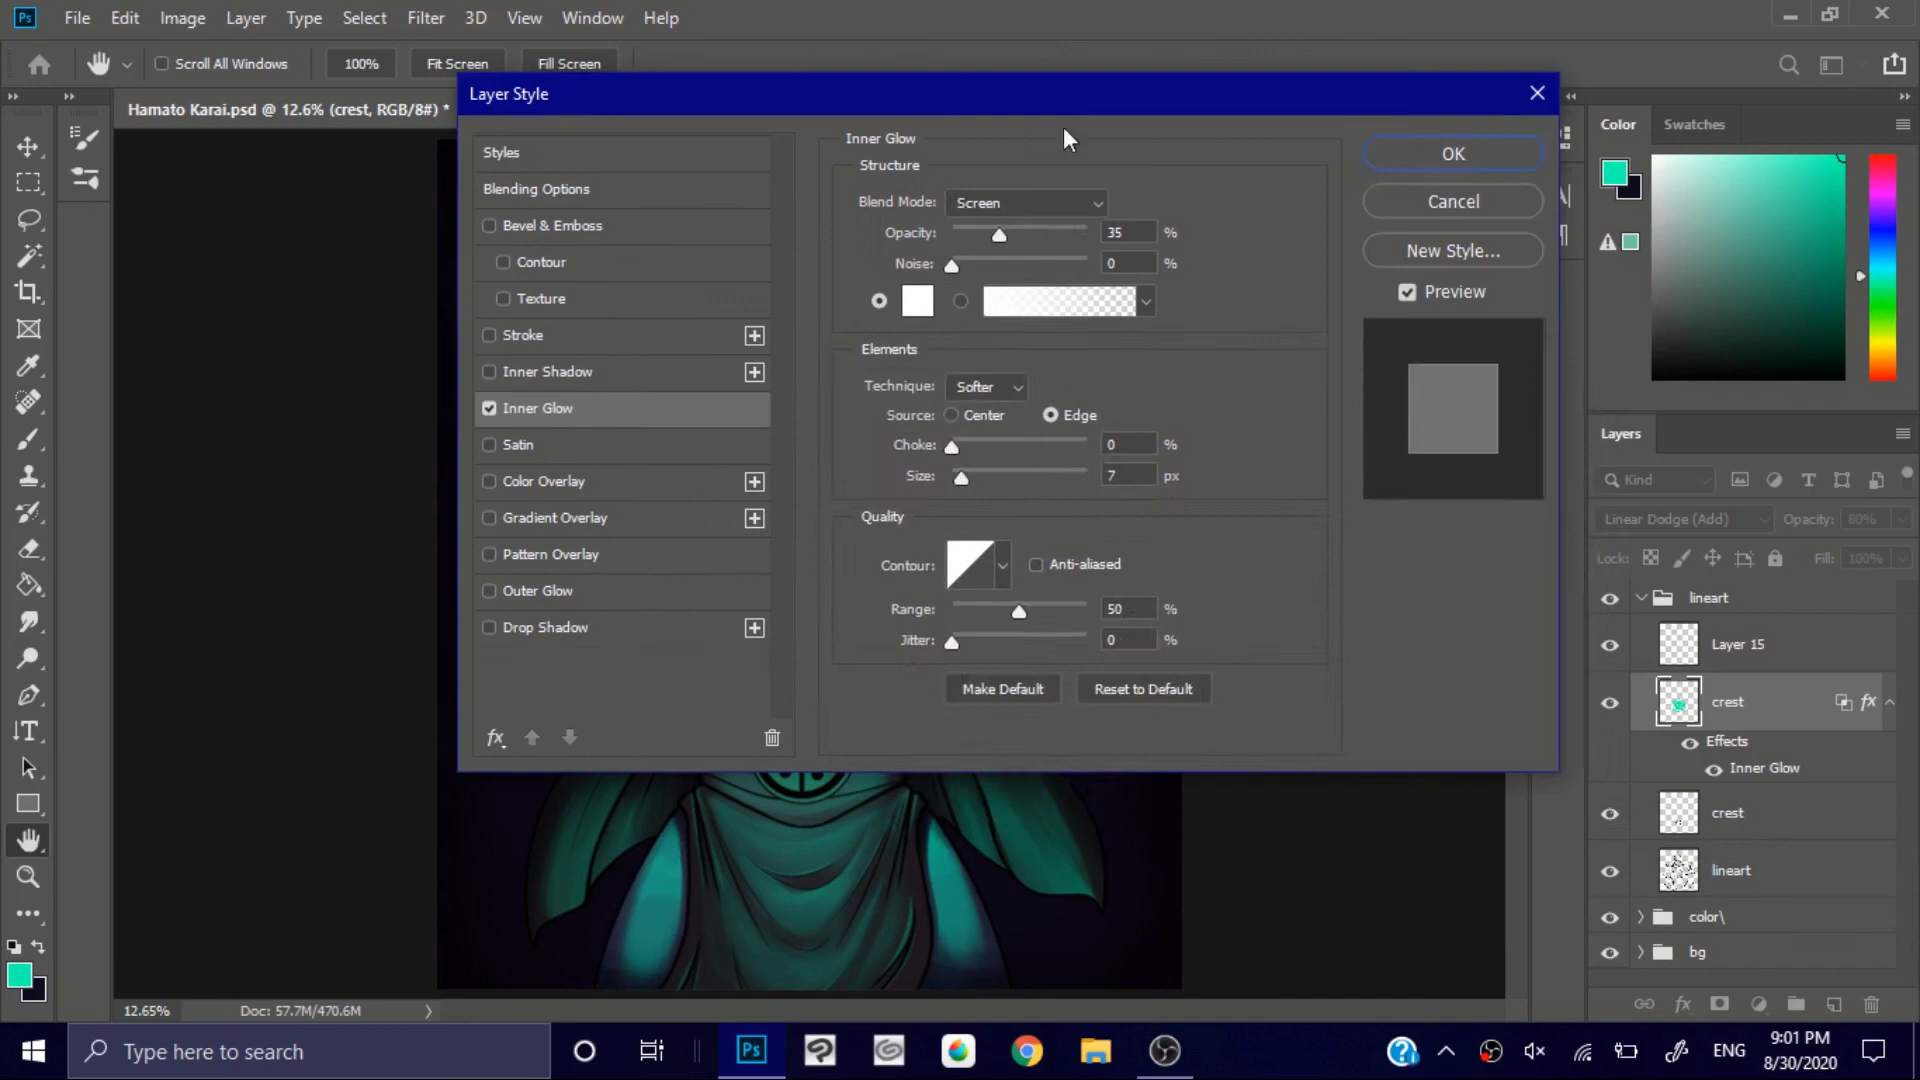 Ps File Edit Image Layer Type Select Filter 3D View Window Help
Scroll All Windows 100% Fit Screen Fill Screen
Hamato Karai.psd @ 12.6% (crest, RGB/8#) *
Layer Style
Styles
Blending Options
Bevel & Emboss
Contour
Texture
Stroke
Inner Shadow
Inner Glow
Satin
Color Overlay
Gradient Overlay
Pattern Overlay
Outer Glow
Drop Shadow
fx
Inner Glow
Structure
Blend Mode: Screen
Opacity: 35 %
Noise: 0 %
Elements
Technique: Softer
Source: Center Edge
Choke: 0 %
Size: 7 px
Quality
Contour: Anti-aliased
Range: 50 %
Jitter: 0 %
Make Default Reset to Default
OK
Cancel
New Style...
Preview
Color Swatches
Layers
Kind
Linear Dodge (Add) Opacity: 80%
Lock: Fill: 100%
lineart
Layer 15
crest fx
Effects
Inner Glow
crest
lineart
color\
bg
fx
12.65% Doc: 57.7M/470.6M
Type here to search
Ps
ENG
9:01 PM
8/30/2020